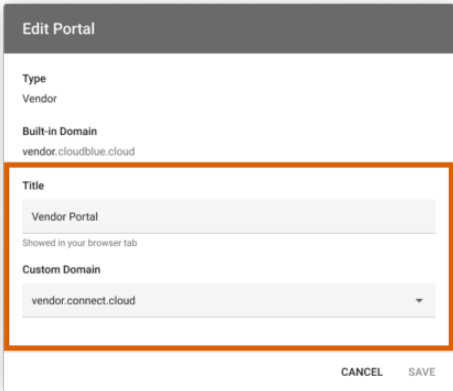 Edit Portal
Type
Vendor
Built-in Domain
vendor.cloudblue.cloud
Title
Vendor Portal
Showed in your browser tab
Custom Domain
vendor.connect.cloud
CANCEL SAVE